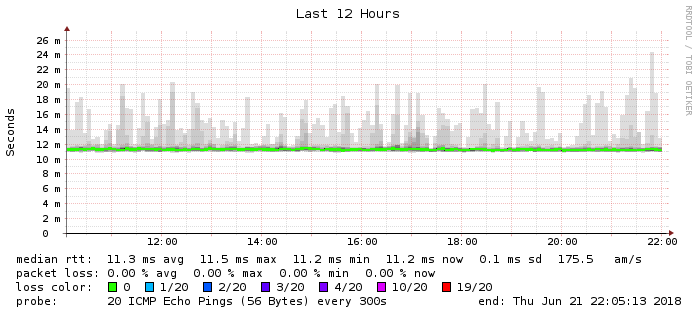 Last 12 Hours
RRDTOOL / TOBI OETIKER
Seconds
26 m
24 m
22 m
20 m
18 m
16 m
14 m
12 m
10 m
8 m
6 m
4 m
2 m
0
12:00 14:00 16:00 18:00 20:00 22:00
median rtt: 11.3 ms avg 11.5 ms max 11.2 ms min 11.2 ms now 0.1 ms sd 175.5 am/s
packet loss: 0.00 % avg 0.00 % max 0.00 % min 0.00 % now
loss color: 0 1/20 2/20 3/20 4/20 10/20 19/20
probe: 20 ICMP Echo Pings (56 Bytes) every 300s end: Thu Jun 21 22:05:13 2018